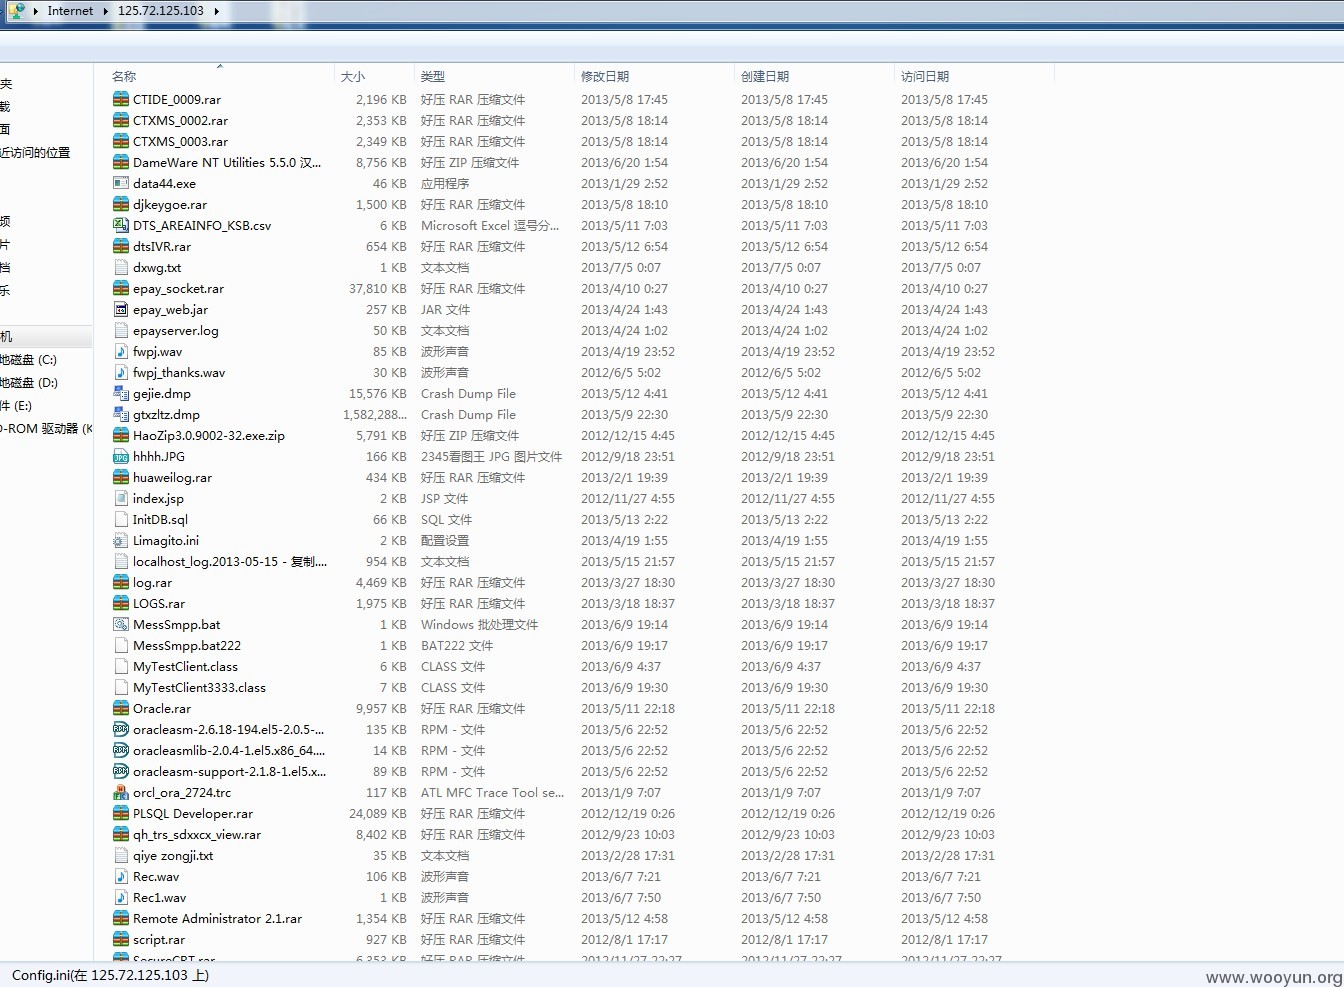 Internet 125.72.125.103
名称 大小 类型 修改日期 创建日期 访问日期
夹
载
面
近访问的位置
频
片
档
乐
机
地磁盘 (C:)
地磁盘 (D:)
件 (E:)
D-ROM 驱动器 (K
CTIDE_0009.rar 2,196 KB 好压 RAR 压缩文件 2013/5/8 17:45 2013/5/8 17:45 2013/5/8 17:45
CTXMS_0002.rar 2,353 KB 好压 RAR 压缩文件 2013/5/8 18:14 2013/5/8 18:14 2013/5/8 18:14
CTXMS_0003.rar 2,349 KB 好压 RAR 压缩文件 2013/5/8 18:14 2013/5/8 18:14 2013/5/8 18:14
DameWare NT Utilities 5.5.0 汉... 8,756 KB 好压 ZIP 压缩文件 2013/6/20 1:54 2013/6/20 1:54 2013/6/20 1:54
data44.exe 46 KB 应用程序 2013/1/29 2:52 2013/1/29 2:52 2013/1/29 2:52
djkeygoe.rar 1,500 KB 好压 RAR 压缩文件 2013/5/8 18:10 2013/5/8 18:10 2013/5/8 18:10
DTS_AREAINFO_KSB.csv 6 KB Microsoft Excel 逗号分... 2013/5/11 7:03 2013/5/11 7:03 2013/5/11 7:03
dtsIVR.rar 654 KB 好压 RAR 压缩文件 2013/5/12 6:54 2013/5/12 6:54 2013/5/12 6:54
dxwg.txt 1 KB 文本文档 2013/7/5 0:07 2013/7/5 0:07 2013/7/5 0:07
epay_socket.rar 37,810 KB 好压 RAR 压缩文件 2013/4/10 0:27 2013/4/10 0:27 2013/4/10 0:27
epay_web.jar 257 KB JAR 文件 2013/4/24 1:43 2013/4/24 1:43 2013/4/24 1:43
epayserver.log 50 KB 文本文档 2013/4/24 1:02 2013/4/24 1:02 2013/4/24 1:02
fwpj.wav 85 KB 波形声音 2013/4/19 23:52 2013/4/19 23:52 2013/4/19 23:52
fwpj_thanks.wav 30 KB 波形声音 2012/6/5 5:02 2012/6/5 5:02 2012/6/5 5:02
gejie.dmp 15,576 KB Crash Dump File 2013/5/12 4:41 2013/5/12 4:41 2013/5/12 4:41
gtxzltz.dmp 1,582,288... Crash Dump File 2013/5/9 22:30 2013/5/9 22:30 2013/5/9 22:30
HaoZip3.0.9002-32.exe.zip 5,791 KB 好压 ZIP 压缩文件 2012/12/15 4:45 2012/12/15 4:45 2012/12/15 4:45
hhhh.JPG 166 KB 2345看图王 JPG 图片文件 2012/9/18 23:51 2012/9/18 23:51 2012/9/18 23:51
huaweilog.rar 434 KB 好压 RAR 压缩文件 2013/2/1 19:39 2013/2/1 19:39 2013/2/1 19:39
index.jsp 2 KB JSP 文件 2012/11/27 4:55 2012/11/27 4:55 2012/11/27 4:55
InitDB.sql 66 KB SQL 文件 2013/5/13 2:22 2013/5/13 2:22 2013/5/13 2:22
Limagito.ini 2 KB 配置设置 2013/4/19 1:55 2013/4/19 1:55 2013/4/19 1:55
localhost_log.2013-05-15 - 复制.... 954 KB 文本文档 2013/5/15 21:57 2013/5/15 21:57 2013/5/15 21:57
log.rar 4,469 KB 好压 RAR 压缩文件 2013/3/27 18:30 2013/3/27 18:30 2013/3/27 18:30
LOGS.rar 1,975 KB 好压 RAR 压缩文件 2013/3/18 18:37 2013/3/18 18:37 2013/3/18 18:37
MessSmpp.bat 1 KB Windows 批处理文件 2013/6/9 19:14 2013/6/9 19:14 2013/6/9 19:14
MessSmpp.bat222 1 KB BAT222 文件 2013/6/9 19:17 2013/6/9 19:17 2013/6/9 19:17
MyTestClient.class 6 KB CLASS 文件 2013/6/9 4:37 2013/6/9 4:37 2013/6/9 4:37
MyTestClient3333.class 7 KB CLASS 文件 2013/6/9 19:30 2013/6/9 19:30 2013/6/9 19:30
Oracle.rar 9,957 KB 好压 RAR 压缩文件 2013/5/11 22:18 2013/5/11 22:18 2013/5/11 22:18
oracleasm-2.6.18-194.el5-2.0.5-... 135 KB RPM - 文件 2013/5/6 22:52 2013/5/6 22:52 2013/5/6 22:52
oracleasmlib-2.0.4-1.el5.x86_64.... 14 KB RPM - 文件 2013/5/6 22:52 2013/5/6 22:52 2013/5/6 22:52
oracleasm-support-2.1.8-1.el5.x... 89 KB RPM - 文件 2013/5/6 22:52 2013/5/6 22:52 2013/5/6 22:52
orcl_ora_2724.trc 117 KB ATL MFC Trace Tool se... 2013/1/9 7:07 2013/1/9 7:07 2013/1/9 7:07
PLSQL Developer.rar 24,089 KB 好压 RAR 压缩文件 2012/12/19 0:26 2012/12/19 0:26 2012/12/19 0:26
qh_trs_sdxxcx_view.rar 8,402 KB 好压 RAR 压缩文件 2012/9/23 10:03 2012/9/23 10:03 2012/9/23 10:03
qiye zongji.txt 35 KB 文本文档 2013/2/28 17:31 2013/2/28 17:31 2013/2/28 17:31
Rec.wav 106 KB 波形声音 2013/6/7 7:21 2013/6/7 7:21 2013/6/7 7:21
Rec1.wav 1 KB 波形声音 2013/6/7 7:50 2013/6/7 7:50 2013/6/7 7:50
Remote Administrator 2.1.rar 1,354 KB 好压 RAR 压缩文件 2013/5/12 4:58 2013/5/12 4:58 2013/5/12 4:58
script.rar 927 KB 好压 RAR 压缩文件 2012/8/1 17:17 2012/8/1 17:17 2012/8/1 17:17
SecureCRT.rar 6,353 KB 好压 RAR 压缩文件 2012/11/27 22:27 2012/11/27 22:27 2012/11/27 22:27
Config.ini(在 125.72.125.103 上)
www.wooyun.org